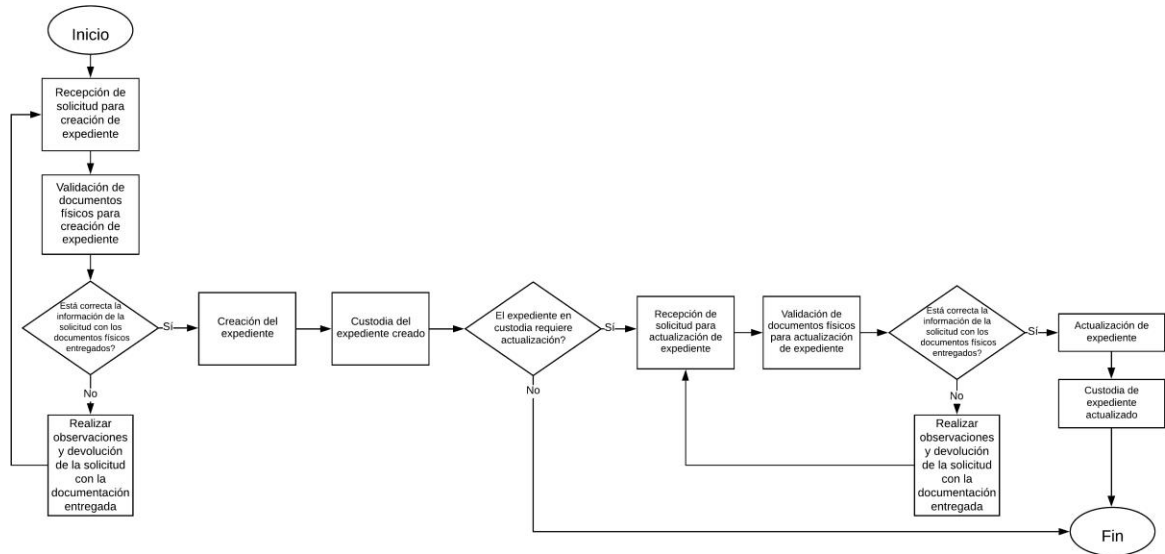 Inicio
Recepción de
solicitud para
creación de
expediente
Validación de
documentos
físicos para
creación de
expediente
Está correcta la
información de la
solicitud con los
documentos físicos
entregados?
Sí
No
Realizar
observaciones
y devolución
de la solicitud
con la
documentación
entregada
Creación del
expediente
Custodia del
expediente creado
El expediente en
custodia requiere
actualización?
Si
No
Recepción de
solicitud para
actualización de
expediente
Validación de
documentos físicos
para actualización
de expediente
Está correcta la
información de la
solicitud con los
documentos físicos
entregados?
Sí
No
Realizar
observaciones
y devolución
de la solicitud
con la
documentación
entregada
Actualización de
expediente
Custodia de
expediente
actualizado
Fin